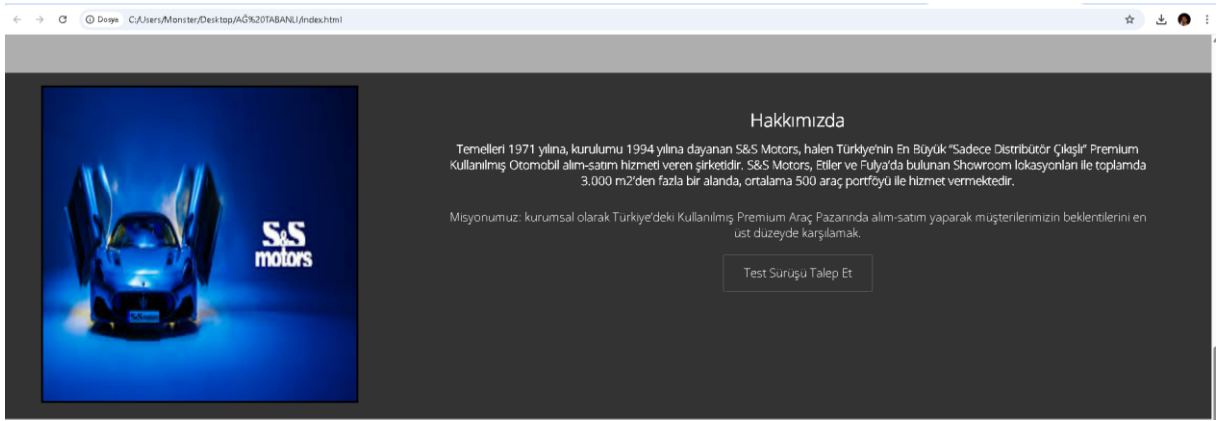 Dosya C:/Users/Monster/Desktop/AĞ%20TABANLI/index.html
Hakkımızda
Temelleri 1971 yılına, kurulumu 1994 yılına dayanan S&S Motors, halen Türkiye'nin En Büyük "Sadece Distribütör Çıkışlı" Premium
Kullanılmış Otomobil alım-satım hizmeti veren şirketidir. S&S Motors, Etiler ve Fulya'da bulunan Showroom lokasyonları ile toplamda
3.000 m2'den fazla bir alanda, ortalama 500 araç portföyü ile hizmet vermektedir.
Misyonumuz: kurumsal olarak Türkiye'deki Kullanılmış Premium Araç Pazarında alım-satım yaparak müşterilerimizin beklentilerini en
üst düzeyde karşılamak.
Test Sürüşü Talep Et
S&S
motors
S&S motors